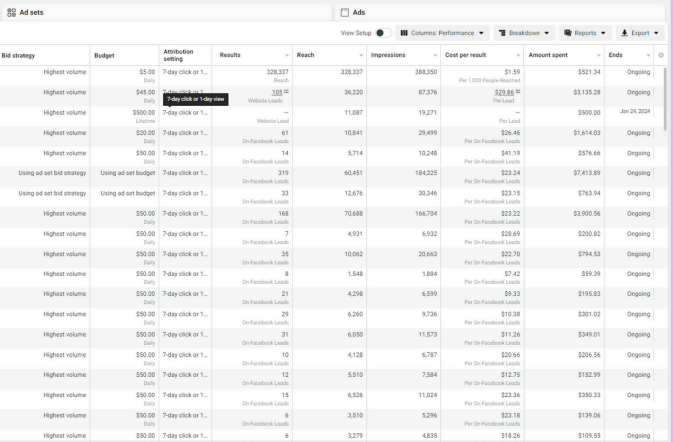 Ad sets Ads
View Setup Columns: Performance Breakdown Reports Export
Bid strategy Budget Attribution setting Results Reach Impressions Cost per result Amount spent Ends
Highest volume $5.00 7-day click or 1... 328,337 328,337 388,350 $1.59 $521.34 Ongoing
Daily Reach Per 1,000 People Reached
Highest volume $45.00 7-day click or 1... 105 [2] 36,220 87,376 $29.86 [2] $3,135.28 Ongoing
Daily Website Leads Per Lead
7-day click or 1-day view
Highest volume $500.00 7-day click or 1... — 11,087 19,271 — $500.00 Jan 24, 2024
Lifetime Website Lead Per Lead
Highest volume $20.00 7-day click or 1... 61 10,841 29,499 $26.46 $1,614.03 Ongoing
Daily On-Facebook Leads Per On-Facebook Leads
Highest volume $50.00 7-day click or 1... 14 5,714 10,248 $41.19 $576.66 Ongoing
Daily On-Facebook Leads Per On-Facebook Leads
Using ad set bid strategy Using ad set budget 7-day click or 1... 319 60,451 184,325 $23.24 $7,413.89 Ongoing
On-Facebook Leads Per On-Facebook Leads
Using ad set bid strategy Using ad set budget 7-day click or 1... 33 12,676 30,346 $23.15 $763.94 Ongoing
On-Facebook Leads Per On-Facebook Leads
Highest volume $50.00 7-day click or 1... 168 70,688 166,704 $23.22 $3,900.56 Ongoing
Daily On-Facebook Leads Per On-Facebook Leads
Highest volume $50.00 7-day click or 1... 7 4,931 6,932 $28.69 $200.82 Ongoing
Daily On-Facebook Leads Per On-Facebook Leads
Highest volume $50.00 7-day click or 1... 35 10,062 20,663 $22.70 $794.53 Ongoing
Daily On-Facebook Leads Per On-Facebook Leads
Highest volume $50.00 7-day click or 1... 8 1,548 1,884 $7.42 $59.39 Ongoing
Daily On-Facebook Leads Per On-Facebook Leads
Highest volume $50.00 7-day click or 1... 21 4,298 6,599 $9.33 $195.83 Ongoing
Daily On-Facebook Leads Per On-Facebook Leads
Highest volume $50.00 7-day click or 1... 29 6,260 9,736 $10.38 $301.02 Ongoing
Daily On-Facebook Leads Per On-Facebook Leads
Highest volume $50.00 7-day click or 1... 31 6,050 11,573 $11.26 $349.01 Ongoing
Daily On-Facebook Leads Per On-Facebook Leads
Highest volume $50.00 7-day click or 1... 10 4,128 6,787 $20.66 $206.56 Ongoing
Daily On-Facebook Leads Per On-Facebook Leads
Highest volume $50.00 7-day click or 1... 12 5,510 7,584 $12.75 $152.99 Ongoing
Daily On-Facebook Leads Per On-Facebook Leads
Highest volume $50.00 7-day click or 1... 15 6,526 11,024 $23.36 $350.33 Ongoing
Daily On-Facebook Leads Per On-Facebook Leads
Highest volume $50.00 7-day click or 1... 6 3,510 5,296 $23.18 $139.06 Ongoing
Daily On-Facebook Leads Per On-Facebook Leads
Highest volume $50.00 7-day click or 1... 6 3,279 4,835 $18.26 $109.55 Ongoing